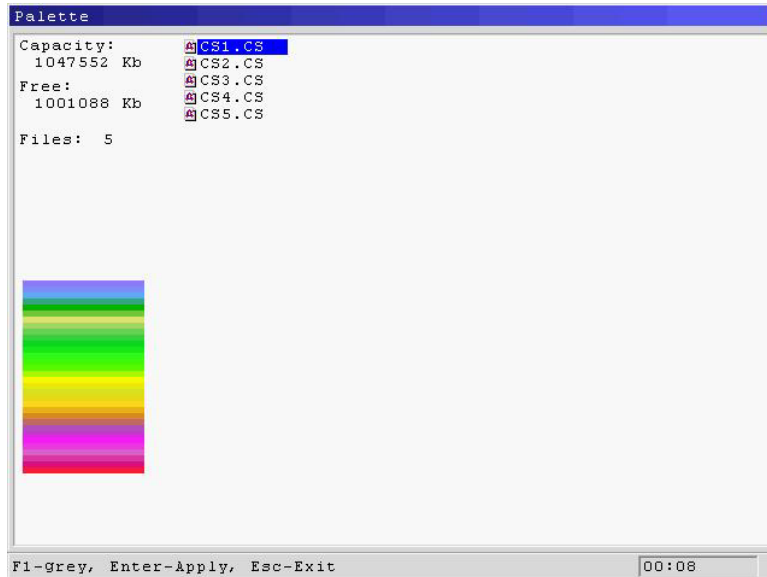 Palette
Capacity:
1047552 Kb
Free:
1001088 Kb
Files: 5
CS1.CS
CS2.CS
CS3.CS
CS4.CS
CS5.CS
F1-grey, Enter-Apply, Esc-Exit
00:08